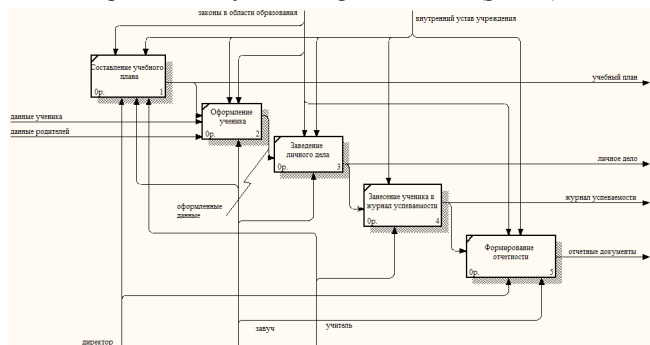 законы в области образования
внутренний устав учреждения
Составление учебного
плана
0р.
1
учебный план
данные ученика
данные родителей
Оформление
ученика
0р.
2
Заведение
личного дела
0р.
3
личное дело
оформленные
данные
Занесение ученика в
журнал успеваемости
0р.
4
журнал успеваемости
Формирование
отчетности
0р.
5
отчетные документы
завуч
учитель
директор